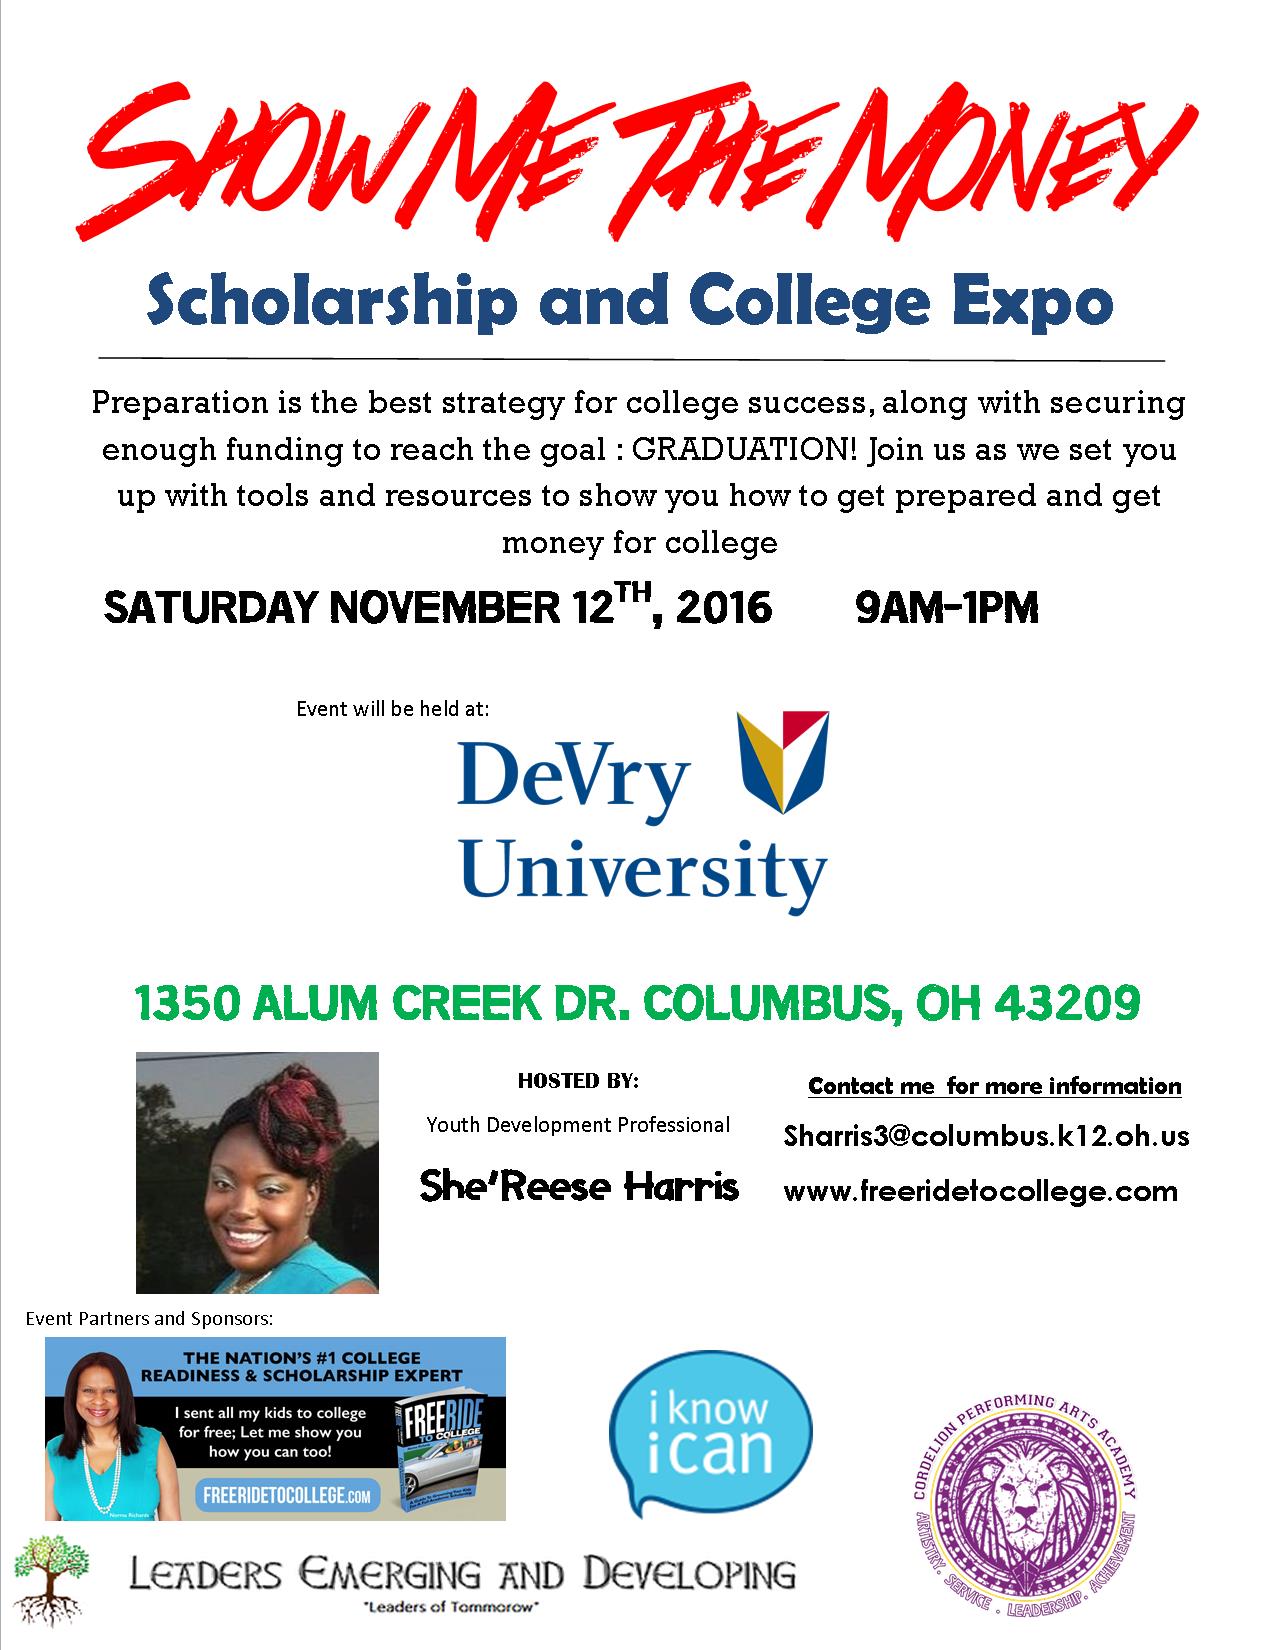 SHOW ME THE MONEY
Scholarship and College Expo
Preparation is the best strategy for college success, along with securing
enough funding to reach the goal : GRADUATION! Join us as we set you
up with tools and resources to show you how to get prepared and get
money for college
SATURDAY NOVEMBER 12TH, 2016 9AM-1PM
Event will be held at:
DeVry
University
1350 ALUM CREEK DR. COLUMBUS, OH 43209
HOSTED BY:
Youth Development Professional
She'Reese Harris
Contact me for more information
Sharris3@columbus.k12.oh.us
www.freeridetocollege.com
Event Partners and Sponsors:
THE NATION'S #1 COLLEGE
READINESS & SCHOLARSHIP EXPERT
I sent all my kids to college
for free; Let me show you
how you can too!
FREERIDETOCOLLEGE.COM
FREERIDE
TO COLLEGE
i know
i can
CORDELION PERFORMING ARTS ACADEMY
ARTISTRY. SERVICE . LEADERSHIP. ACHIEVEMENT
LEADERS EMERGING AND DEVELOPING
"Leaders of Tommorow"